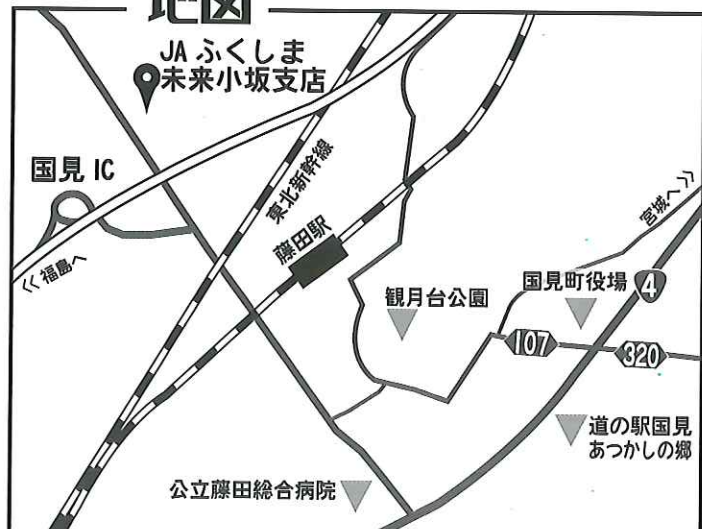 地図
JA ふくしま
未来小坂支店
国見 IC
東北新幹線
藤田駅
宮城へ>>
<<福島へ
観月台公園
国見町役場
4
107
320
道の駅国見
あつかしの郷
公立藤田総合病院